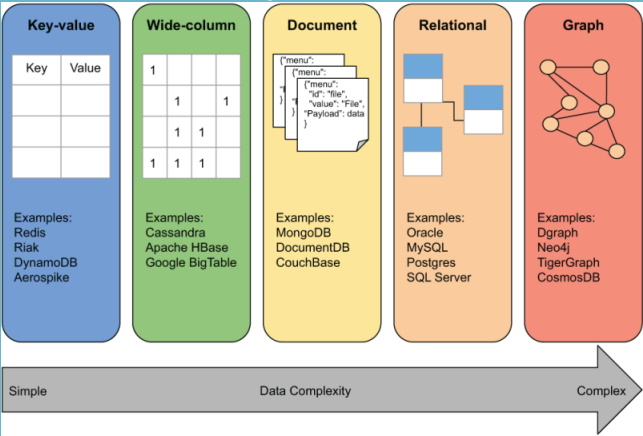 Key-value
Key Value
Examples:
Redis
Riak
DynamoDB
Aerospike
Wide-column
1
1 1
1 1
1 1 1
Examples:
Cassandra
Apache HBase
Google BigTable
Document
{"menu":
{"menu":
{"menu":
"id": "file",
"value": "File",
"Payload": data
}
}
}
Examples:
MongoDB
DocumentDB
CouchBase
Relational
Examples:
Oracle
MySQL
Postgres
SQL Server
Graph
Examples:
Dgraph
Neo4j
TigerGraph
CosmosDB
Simple Data Complexity Complex